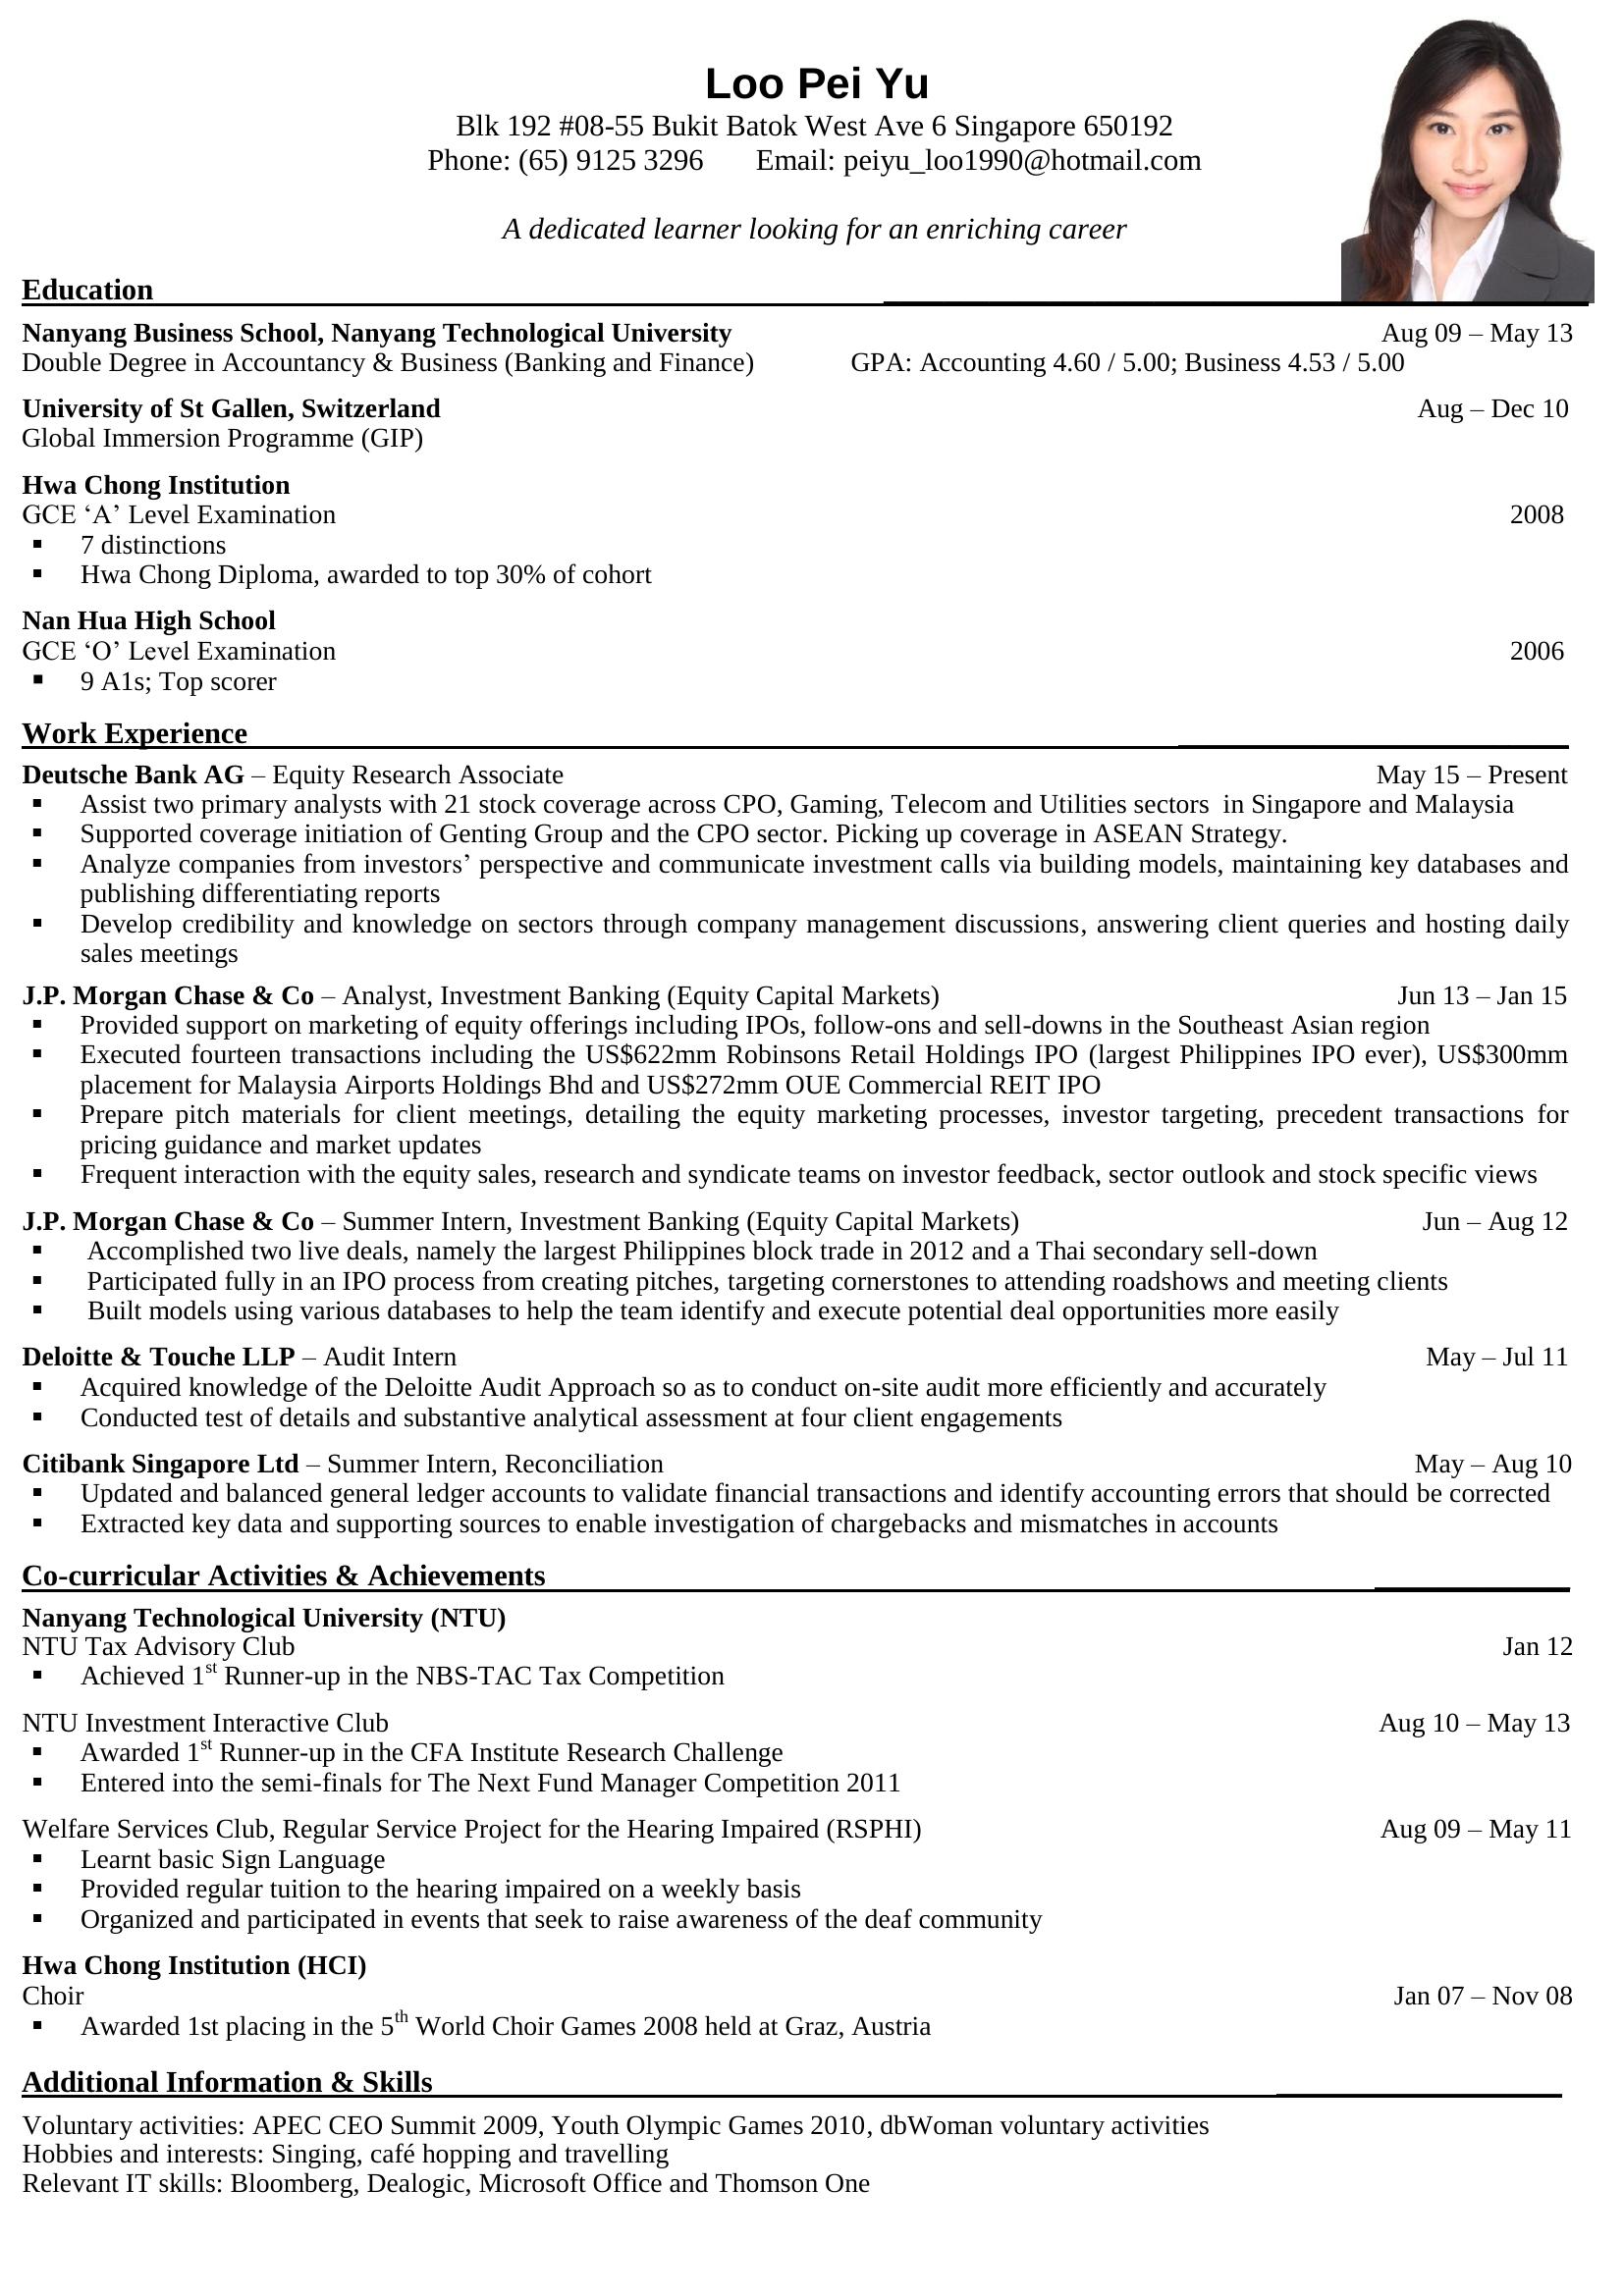 Loo Pei Yu
Blk 192 #08-55 Bukit Batok West Ave 6 Singapore 650192
Phone: (65) 9125 3296 Email: peiyu_loo1990@hotmail.com
A dedicated learner looking for an enriching career
Education
Nanyang Business School, Nanyang Technological University Aug 09 – May 13
Double Degree in Accountancy & Business (Banking and Finance) GPA: Accounting 4.60 / 5.00; Business 4.53 / 5.00
University of St Gallen, Switzerland Aug – Dec 10
Global Immersion Programme (GIP)
Hwa Chong Institution
GCE ‘A’ Level Examination 2008
▪ 7 distinctions
▪ Hwa Chong Diploma, awarded to top 30% of cohort
Nan Hua High School
GCE ‘O’ Level Examination 2006
▪ 9 A1s; Top scorer
Work Experience
Deutsche Bank AG – Equity Research Associate May 15 – Present
▪ Assist two primary analysts with 21 stock coverage across CPO, Gaming, Telecom and Utilities sectors in Singapore and Malaysia
▪ Supported coverage initiation of Genting Group and the CPO sector. Picking up coverage in ASEAN Strategy.
▪ Analyze companies from investors’ perspective and communicate investment calls via building models, maintaining key databases and
publishing differentiating reports
▪ Develop credibility and knowledge on sectors through company management discussions, answering client queries and hosting daily
sales meetings
J.P. Morgan Chase & Co – Analyst, Investment Banking (Equity Capital Markets) Jun 13 – Jan 15
▪ Provided support on marketing of equity offerings including IPOs, follow-ons and sell-downs in the Southeast Asian region
▪ Executed fourteen transactions including the US$622mm Robinsons Retail Holdings IPO (largest Philippines IPO ever), US$300mm
placement for Malaysia Airports Holdings Bhd and US$272mm OUE Commercial REIT IPO
▪ Prepare pitch materials for client meetings, detailing the equity marketing processes, investor targeting, precedent transactions for
pricing guidance and market updates
▪ Frequent interaction with the equity sales, research and syndicate teams on investor feedback, sector outlook and stock specific views
J.P. Morgan Chase & Co – Summer Intern, Investment Banking (Equity Capital Markets) Jun – Aug 12
▪ Accomplished two live deals, namely the largest Philippines block trade in 2012 and a Thai secondary sell-down
▪ Participated fully in an IPO process from creating pitches, targeting cornerstones to attending roadshows and meeting clients
▪ Built models using various databases to help the team identify and execute potential deal opportunities more easily
Deloitte & Touche LLP – Audit Intern May – Jul 11
▪ Acquired knowledge of the Deloitte Audit Approach so as to conduct on-site audit more efficiently and accurately
▪ Conducted test of details and substantive analytical assessment at four client engagements
Citibank Singapore Ltd – Summer Intern, Reconciliation May – Aug 10
▪ Updated and balanced general ledger accounts to validate financial transactions and identify accounting errors that should be corrected
▪ Extracted key data and supporting sources to enable investigation of chargebacks and mismatches in accounts
Co-curricular Activities & Achievements
Nanyang Technological University (NTU)
NTU Tax Advisory Club Jan 12
▪ Achieved 1st Runner-up in the NBS-TAC Tax Competition
NTU Investment Interactive Club Aug 10 – May 13
▪ Awarded 1st Runner-up in the CFA Institute Research Challenge
▪ Entered into the semi-finals for The Next Fund Manager Competition 2011
Welfare Services Club, Regular Service Project for the Hearing Impaired (RSPHI) Aug 09 – May 11
▪ Learnt basic Sign Language
▪ Provided regular tuition to the hearing impaired on a weekly basis
▪ Organized and participated in events that seek to raise awareness of the deaf community
Hwa Chong Institution (HCI)
Choir Jan 07 – Nov 08
▪ Awarded 1st placing in the 5th World Choir Games 2008 held at Graz, Austria
Additional Information & Skills
Voluntary activities: APEC CEO Summit 2009, Youth Olympic Games 2010, dbWoman voluntary activities
Hobbies and interests: Singing, café hopping and travelling
Relevant IT skills: Bloomberg, Dealogic, Microsoft Office and Thomson One